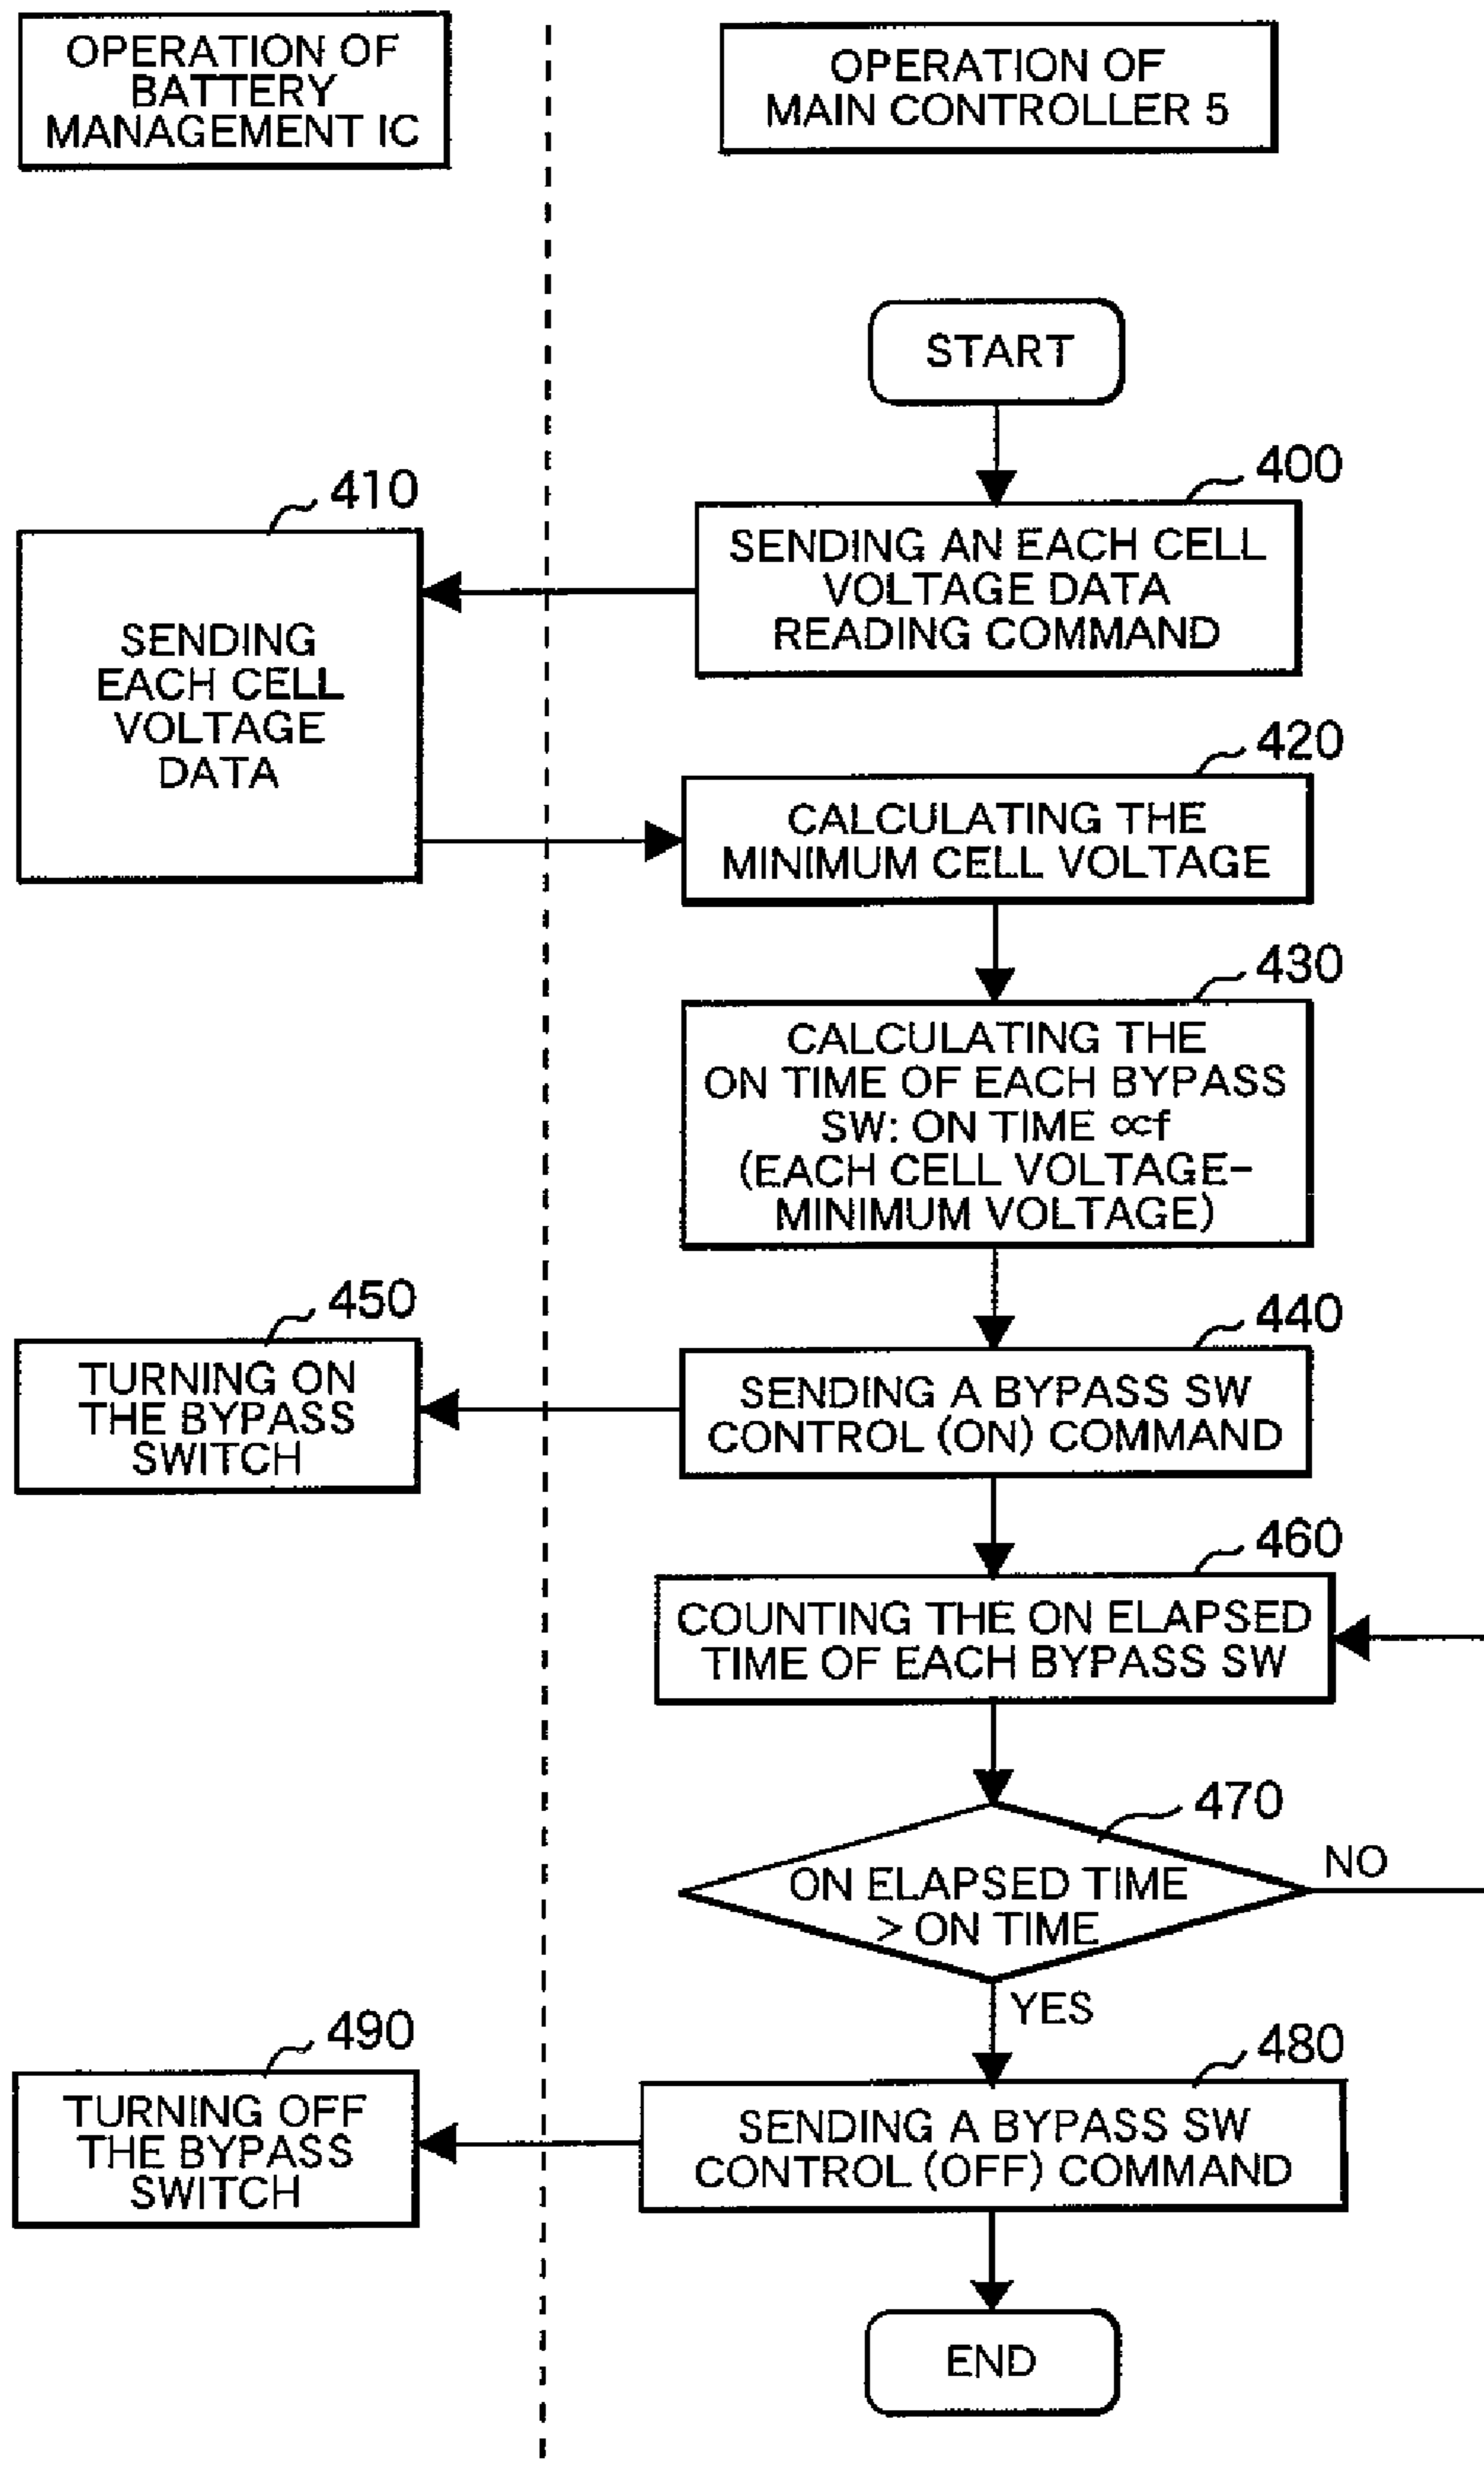 OPERATION OF
BATTERY
MANAGEMENT IC
OPERATION OF
MAIN CONTROLLER 5
START
400
SENDING AN EACH CELL
VOLTAGE DATA
READING COMMAND
410
SENDING
EACH CELL
VOLTAGE
DATA
420
CALCULATING THE
MINIMUM CELL VOLTAGE
430
CALCULATING THE
ON TIME OF EACH BYPASS
SW: ON TIME ∝f
(EACH CELL VOLTAGE-
MINIMUM VOLTAGE)
440
SENDING A BYPASS SW
CONTROL (ON) COMMAND
450
TURNING ON
THE BYPASS
SWITCH
460
COUNTING THE ON ELAPSED
TIME OF EACH BYPASS SW
470
ON ELAPSED TIME
> ON TIME
NO
YES
480
SENDING A BYPASS SW
CONTROL (OFF) COMMAND
490
TURNING OFF
THE BYPASS
SWITCH
END